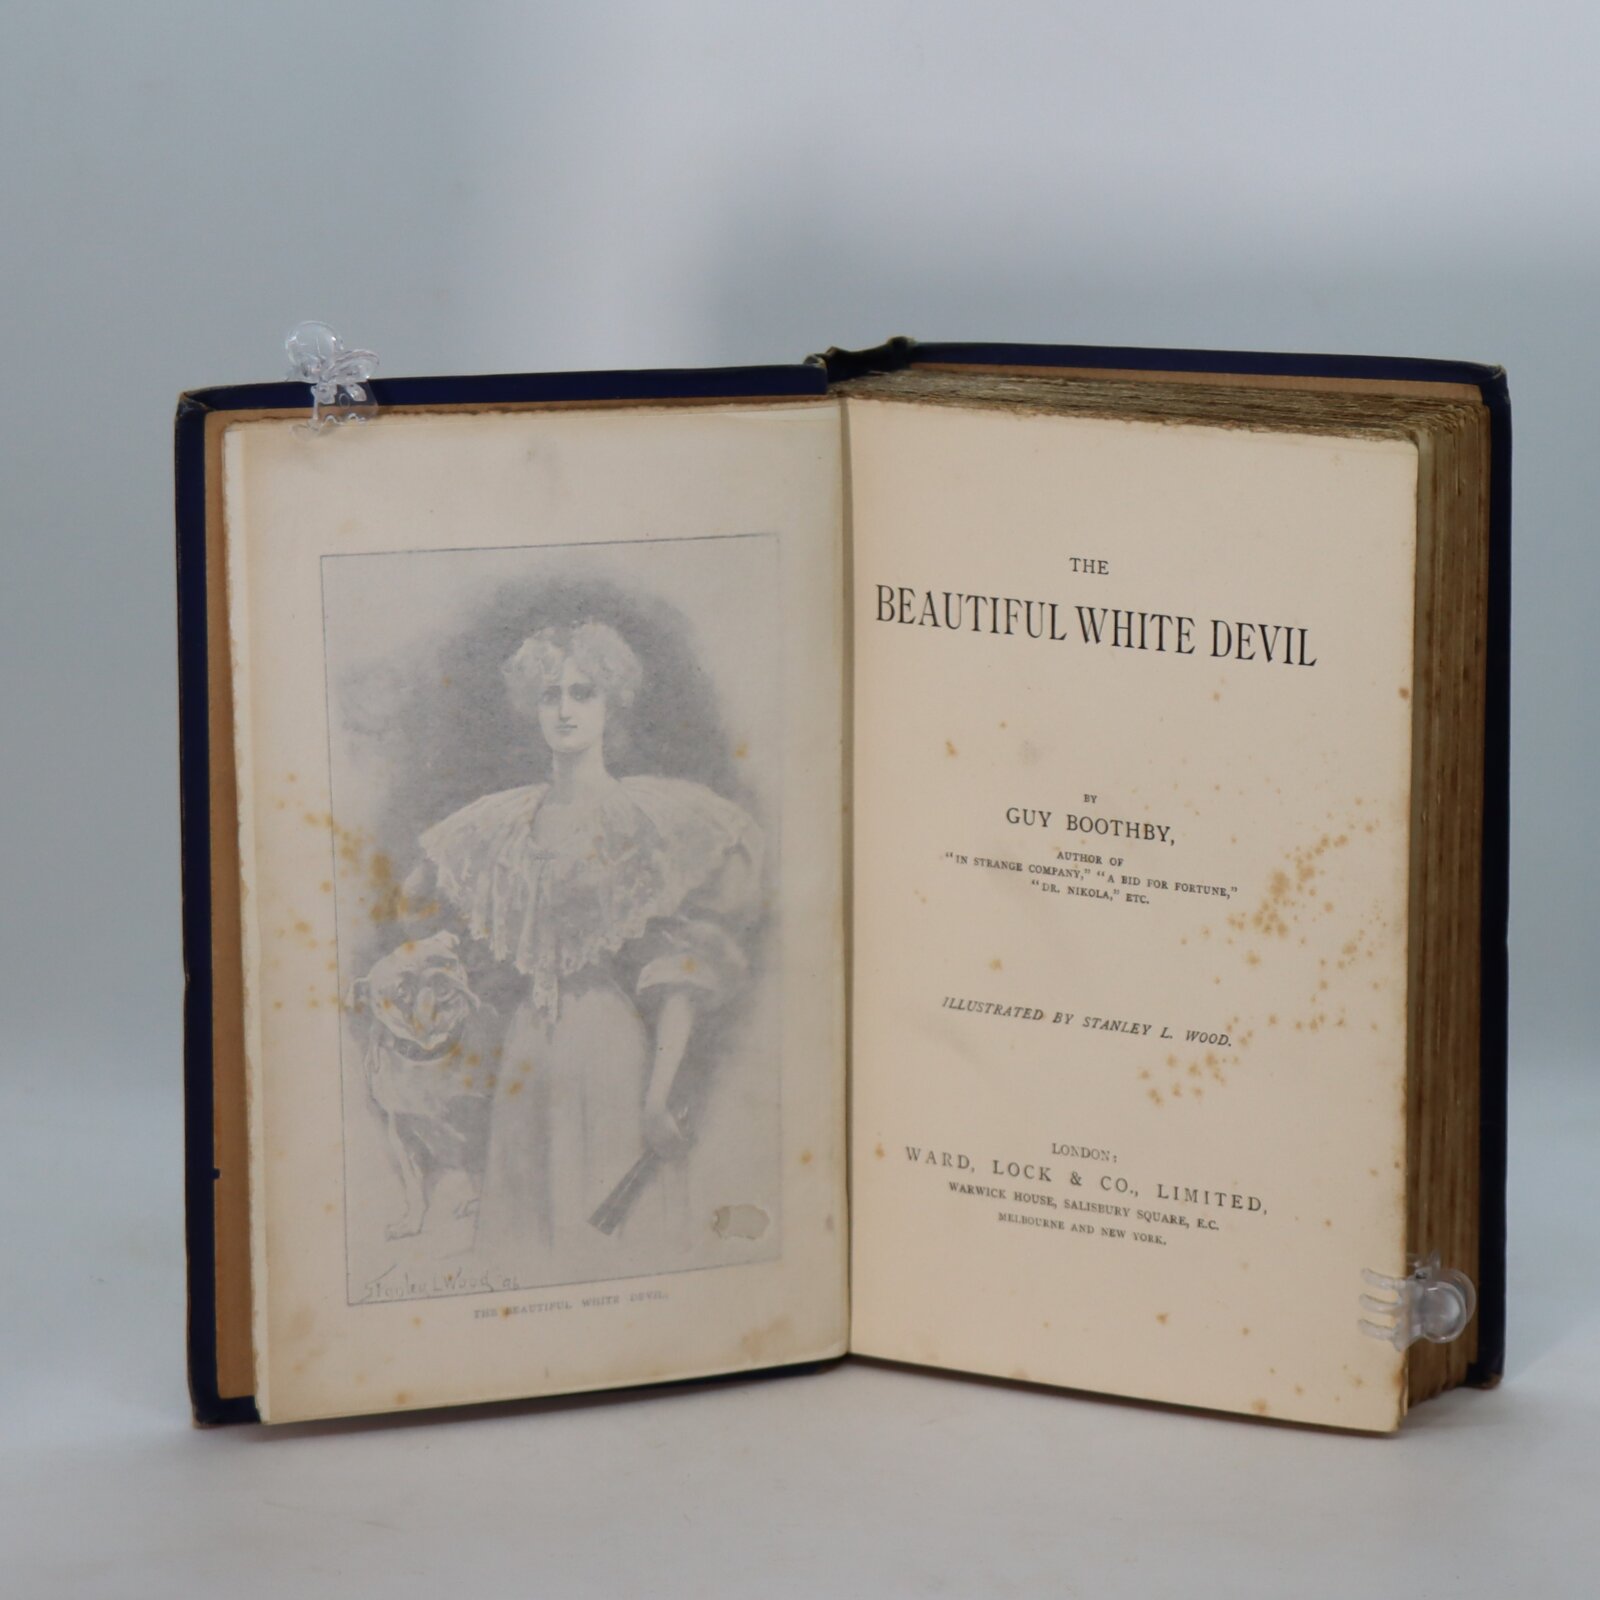 Stanley L Wood 96
THE BEAUTIFUL WHITE DEVIL.
THE
BEAUTIFUL WHITE DEVIL
BY
GUY BOOTHBY,
AUTHOR OF
"IN STRANGE COMPANY," "A BID FOR FORTUNE,"
"DR. NIKOLA," ETC.
ILLUSTRATED BY STANLEY L. WOOD.
LONDON:
WARD, LOCK & CO., LIMITED,
WARWICK HOUSE, SALISBURY SQUARE, E.C.
MELBOURNE AND NEW YORK.